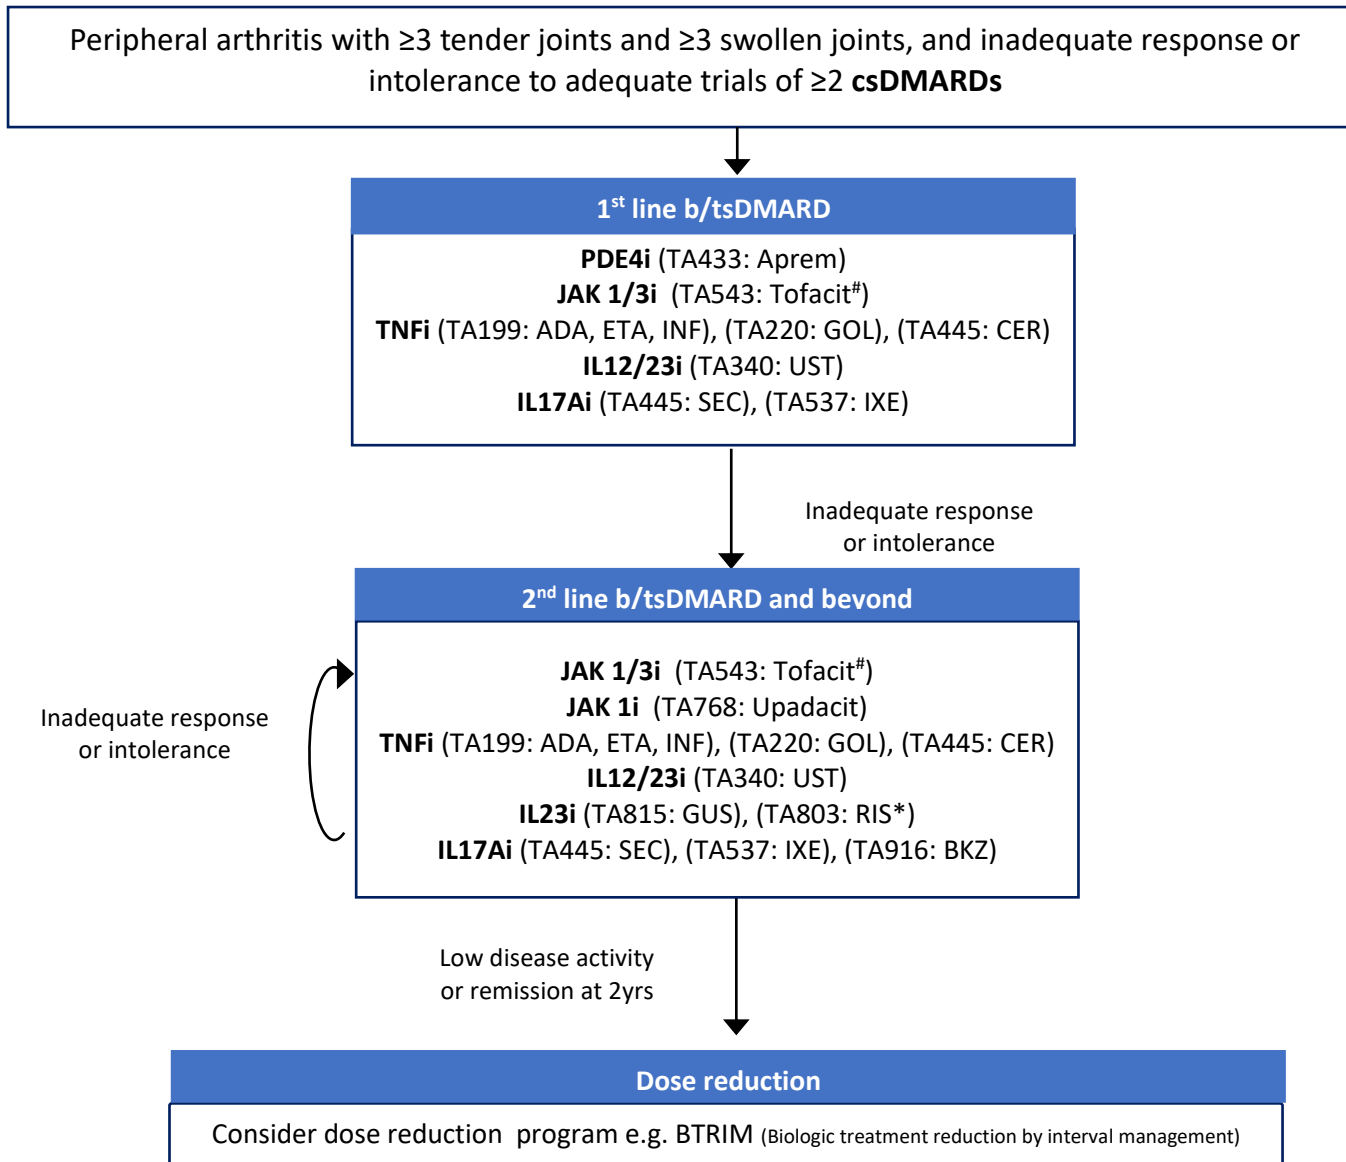 Peripheral arthritis with ≥3 tender joints and ≥3 swollen joints, and inadequate response or
intolerance to adequate trials of ≥2 csDMARDs
1st line b/tsDMARD
PDE4i (TA433: Aprem)
JAK 1/3i (TA543: Tofacit#)
TNFi (TA199: ADA, ETA, INF), (TA220: GOL), (TA445: CER)
IL12/23i (TA340: UST)
IL17Ai (TA445: SEC), (TA537: IXE)
Inadequate response
or intolerance
2nd line b/tsDMARD and beyond
JAK 1/3i (TA543: Tofacit#)
JAK 1i (TA768: Upadacit)
TNFi (TA199: ADA, ETA, INF), (TA220: GOL), (TA445: CER)
IL12/23i (TA340: UST)
IL23i (TA815: GUS), (TA803: RIS*)
IL17Ai (TA445: SEC), (TA537: IXE), (TA916: BKZ)
Inadequate response
or intolerance
Low disease activity
or remission at 2yrs
Dose reduction
Consider dose reduction program e.g. BTRIM (Biologic treatment reduction by interval management)